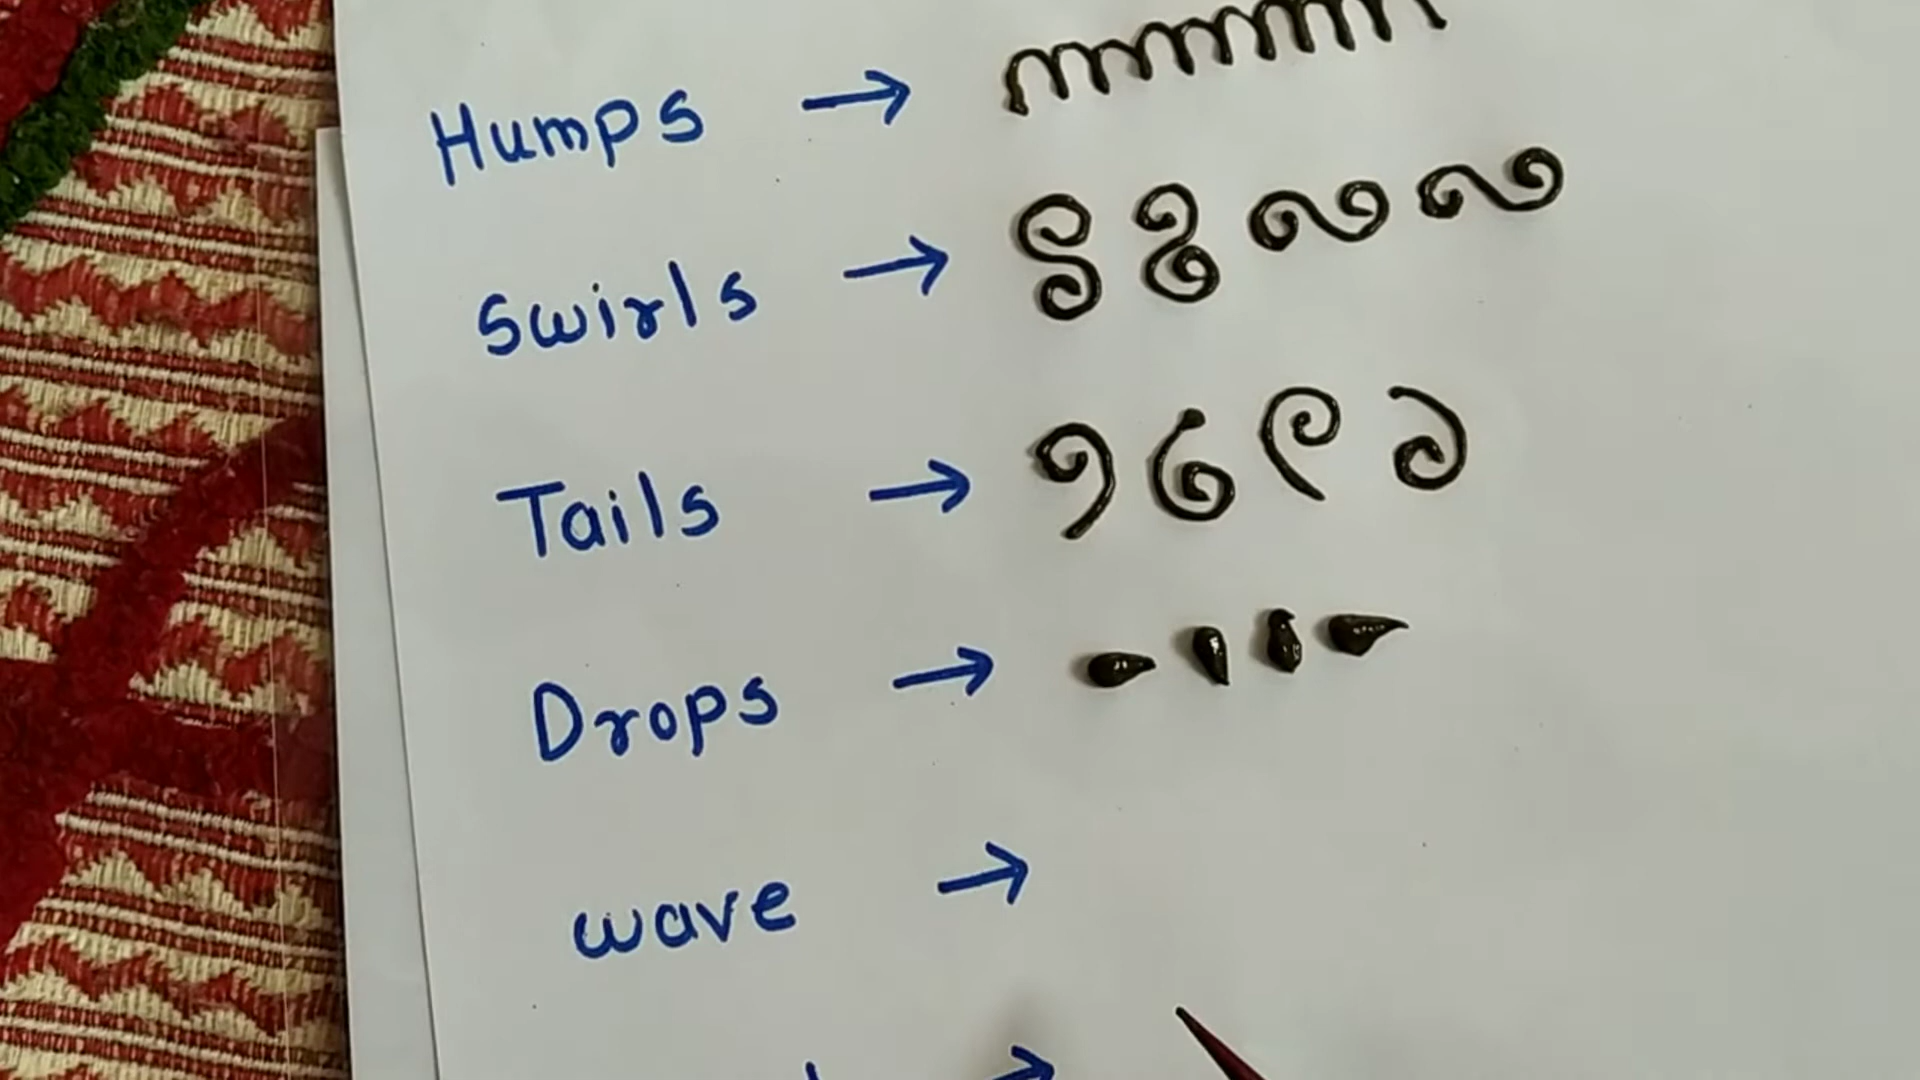 Humps →
Swirls →
Tails →
Drops →
wave →
→